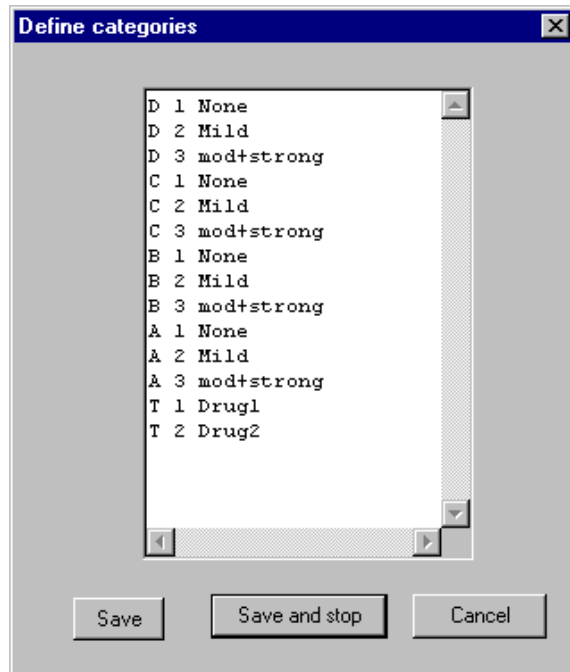 Define categories
D 1 None
D 2 Mild
D 3 mod+strong
C 1 None
C 2 Mild
C 3 mod+strong
B 1 None
B 2 Mild
B 3 mod+strong
A 1 None
A 2 Mild
A 3 mod+strong
T 1 Drug1
T 2 Drug2
Save Save and stop Cancel